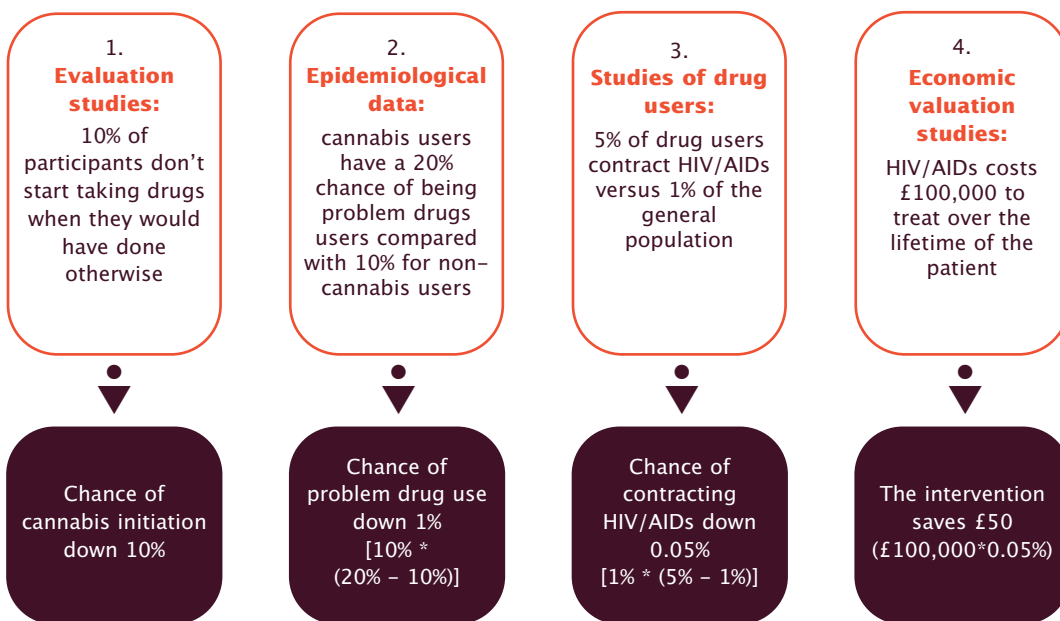 1.
Evaluation
studies:
10% of
participants don't
start taking drugs
when they would
have done
otherwise
2.
Epidemiological
data:
cannabis users
have a 20%
chance of being
problem drugs
users compared
with 10% for non-
cannabis users
3.
Studies of drug
users:
5% of drug users
contract HIV/AIDs
versus 1% of the
general
population
4.
Economic
valuation
studies:
HIV/AIDs costs
£100,000 to
treat over the
lifetime of the
patient
Chance of
cannabis initiation
down 10%
Chance of
problem drug use
down 1%
[10% *
(20% – 10%)]
Chance of
contracting
HIV/AIDs down
0.05%
[1% * (5% – 1%)]
The intervention
saves £50
(£100,000*0.05%)